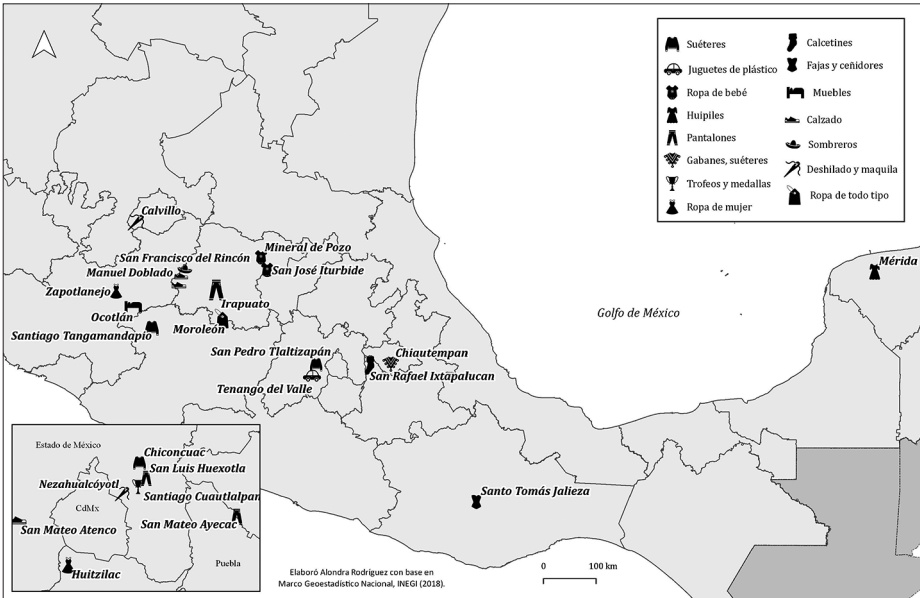 Suéteres
Juguetes de plástico
Ropa de bebé
Huipiles
Pantalones
Gabanes, suéteres
Trofeos y medallas
Ropa de mujer
Calcetines
Fajas y ceñidores
Muebles
Calzado
Sombreros
Deshilado y maquila
Ropa de todo tipo
Calvillo
Mineral de Pozo
San Francisco del Rincón
Manuel Doblado
San José Iturbide
Zapotlanejo
Irapuato
Ocotlán
Moroleón
Santiago Tangamandapio
San Pedro Tlaltizapán
Chiautempan
San Rafael Ixtapalucan
Tenango del Valle
Mérida
Golfo de México
Santo Tomás Jalieza
Estado de México
Chiconcuac
San Luis Huexotla
Nezahualcóyotl
Santiago Cuautlalpan
CdMx
San Mateo Atenco
San Mateo Ayecac
Puebla
Huitzilac
Elaboró Alondra Rodríguez con base en
Marco Geoestadístico Nacional, INEGI (2018).
0 100 km